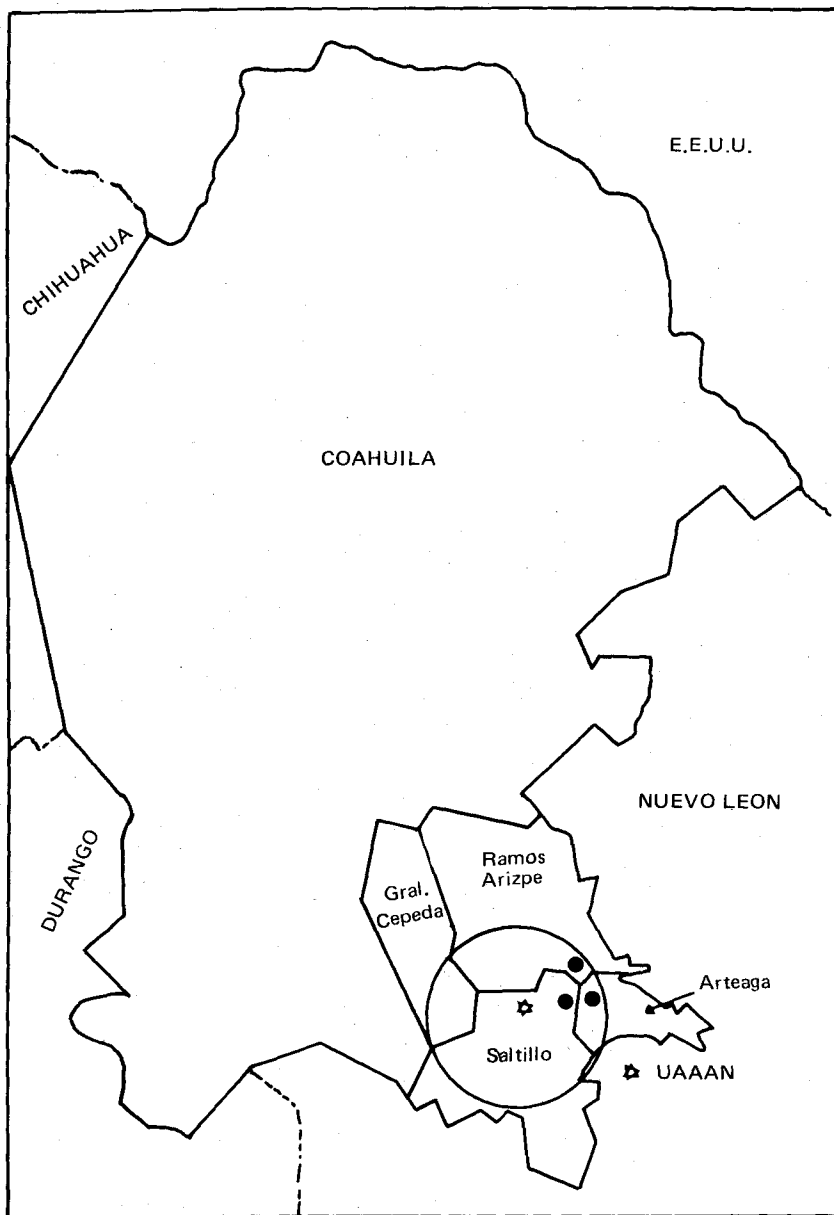 E.E.U.U.
CHIHUAHUA
COAHUILA
NUEVO LEON
DURANGO
Ramos
Arizpe
Gral.
Cepeda
Arteaga
Saltillo
UAAAN